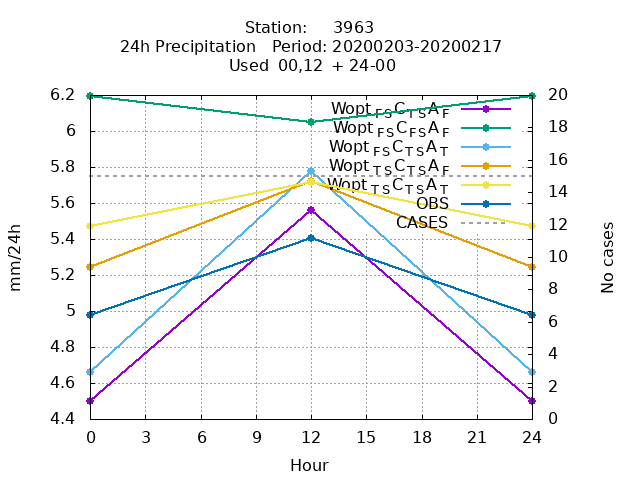 Station: 3963
24h Precipitation Period: 20200203-20200217
Used 00,12 + 24-00
6.2
6
5.8
5.6
5.4
5.2
5
4.8
4.6
4.4
mm/24h
20
18
16
14
12
10
8
6
4
2
0
No cases
Wopt FS C TS A F
Wopt FS C FS A F
Wopt FS C TS A T
Wopt TS C TS A F
Wopt TS C TS A T
OBS
CASES
0 3 6 9 12 15 18 21 24
Hour